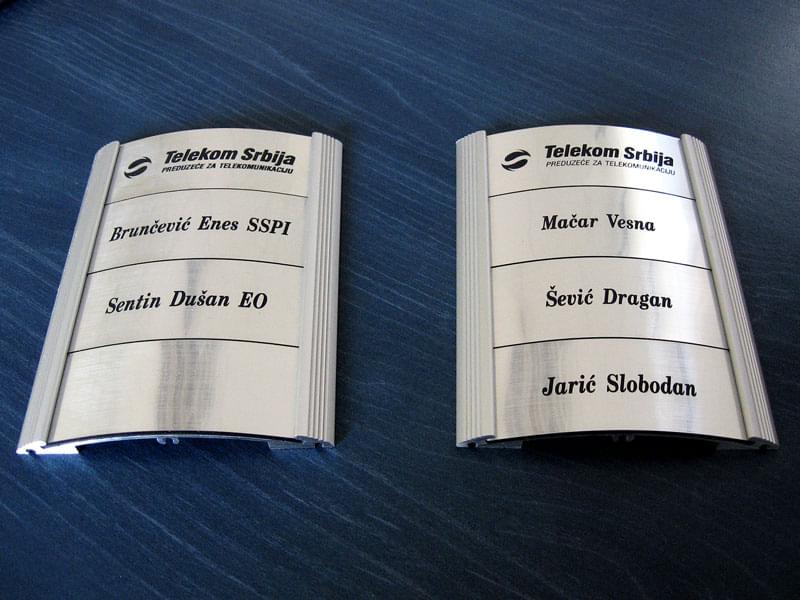 Telekom Srbija
PREDUZEĆE ZA TELEKOMUNIKACIJU
Brunčević Enes SSPI
Sentin Dušan EO
Telekom Srbija
PREDUZEĆE ZA TELEKOMUNIKACIJU
Mačar Vesna
Šević Dragan
Jarić Slobodan